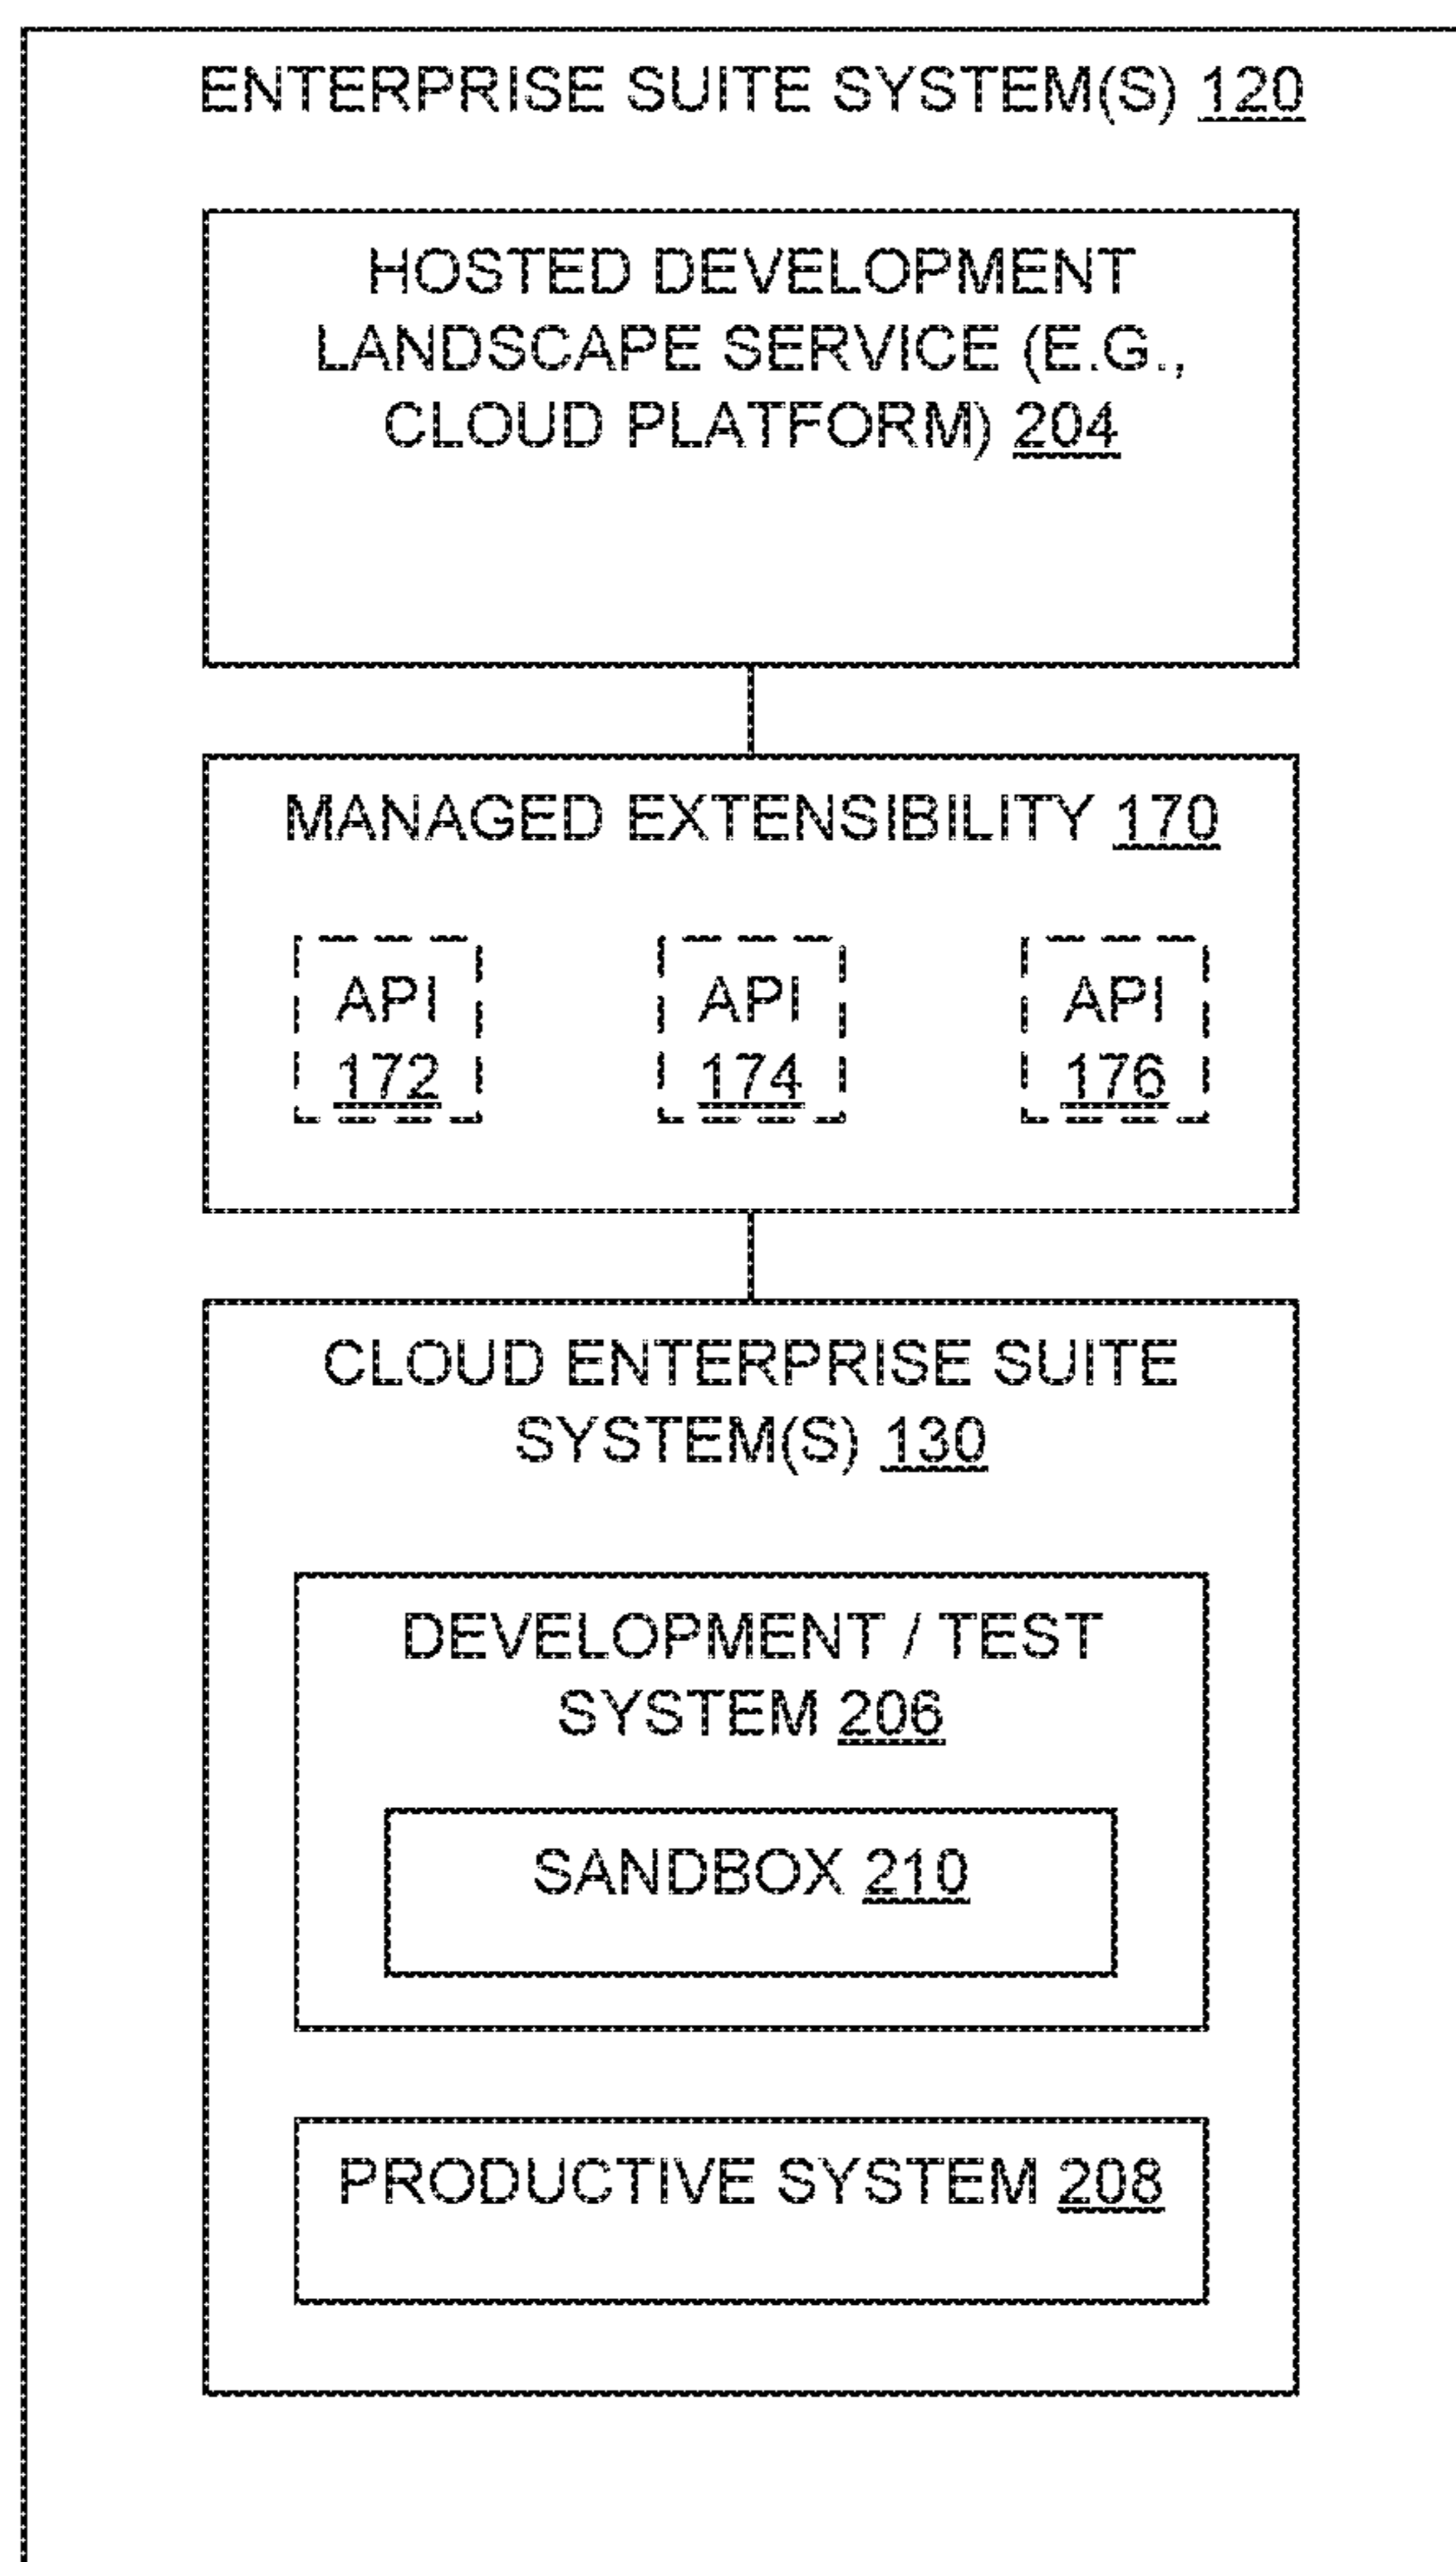 ENTERPRISE SUITE SYSTEM(S) 120
HOSTED DEVELOPMENT
LANDSCAPE SERVICE (E.G.,
CLOUD PLATFORM) 204
MANAGED EXTENSIBILITY 170
API
172
API
174
API
176
CLOUD ENTERPRISE SUITE
SYSTEM(S) 130
DEVELOPMENT / TEST
SYSTEM 206
SANDBOX 210
PRODUCTIVE SYSTEM 208